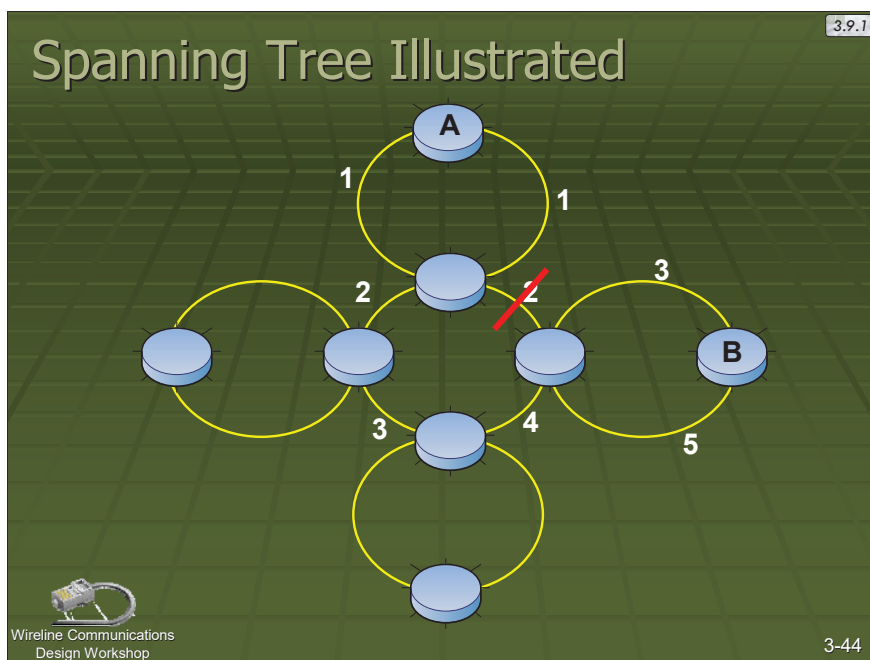 3.9.1
Spanning Tree Illustrated
A
1
1
2
2
3
B
3
4
5
Wireline Communications
Design Workshop
3-44